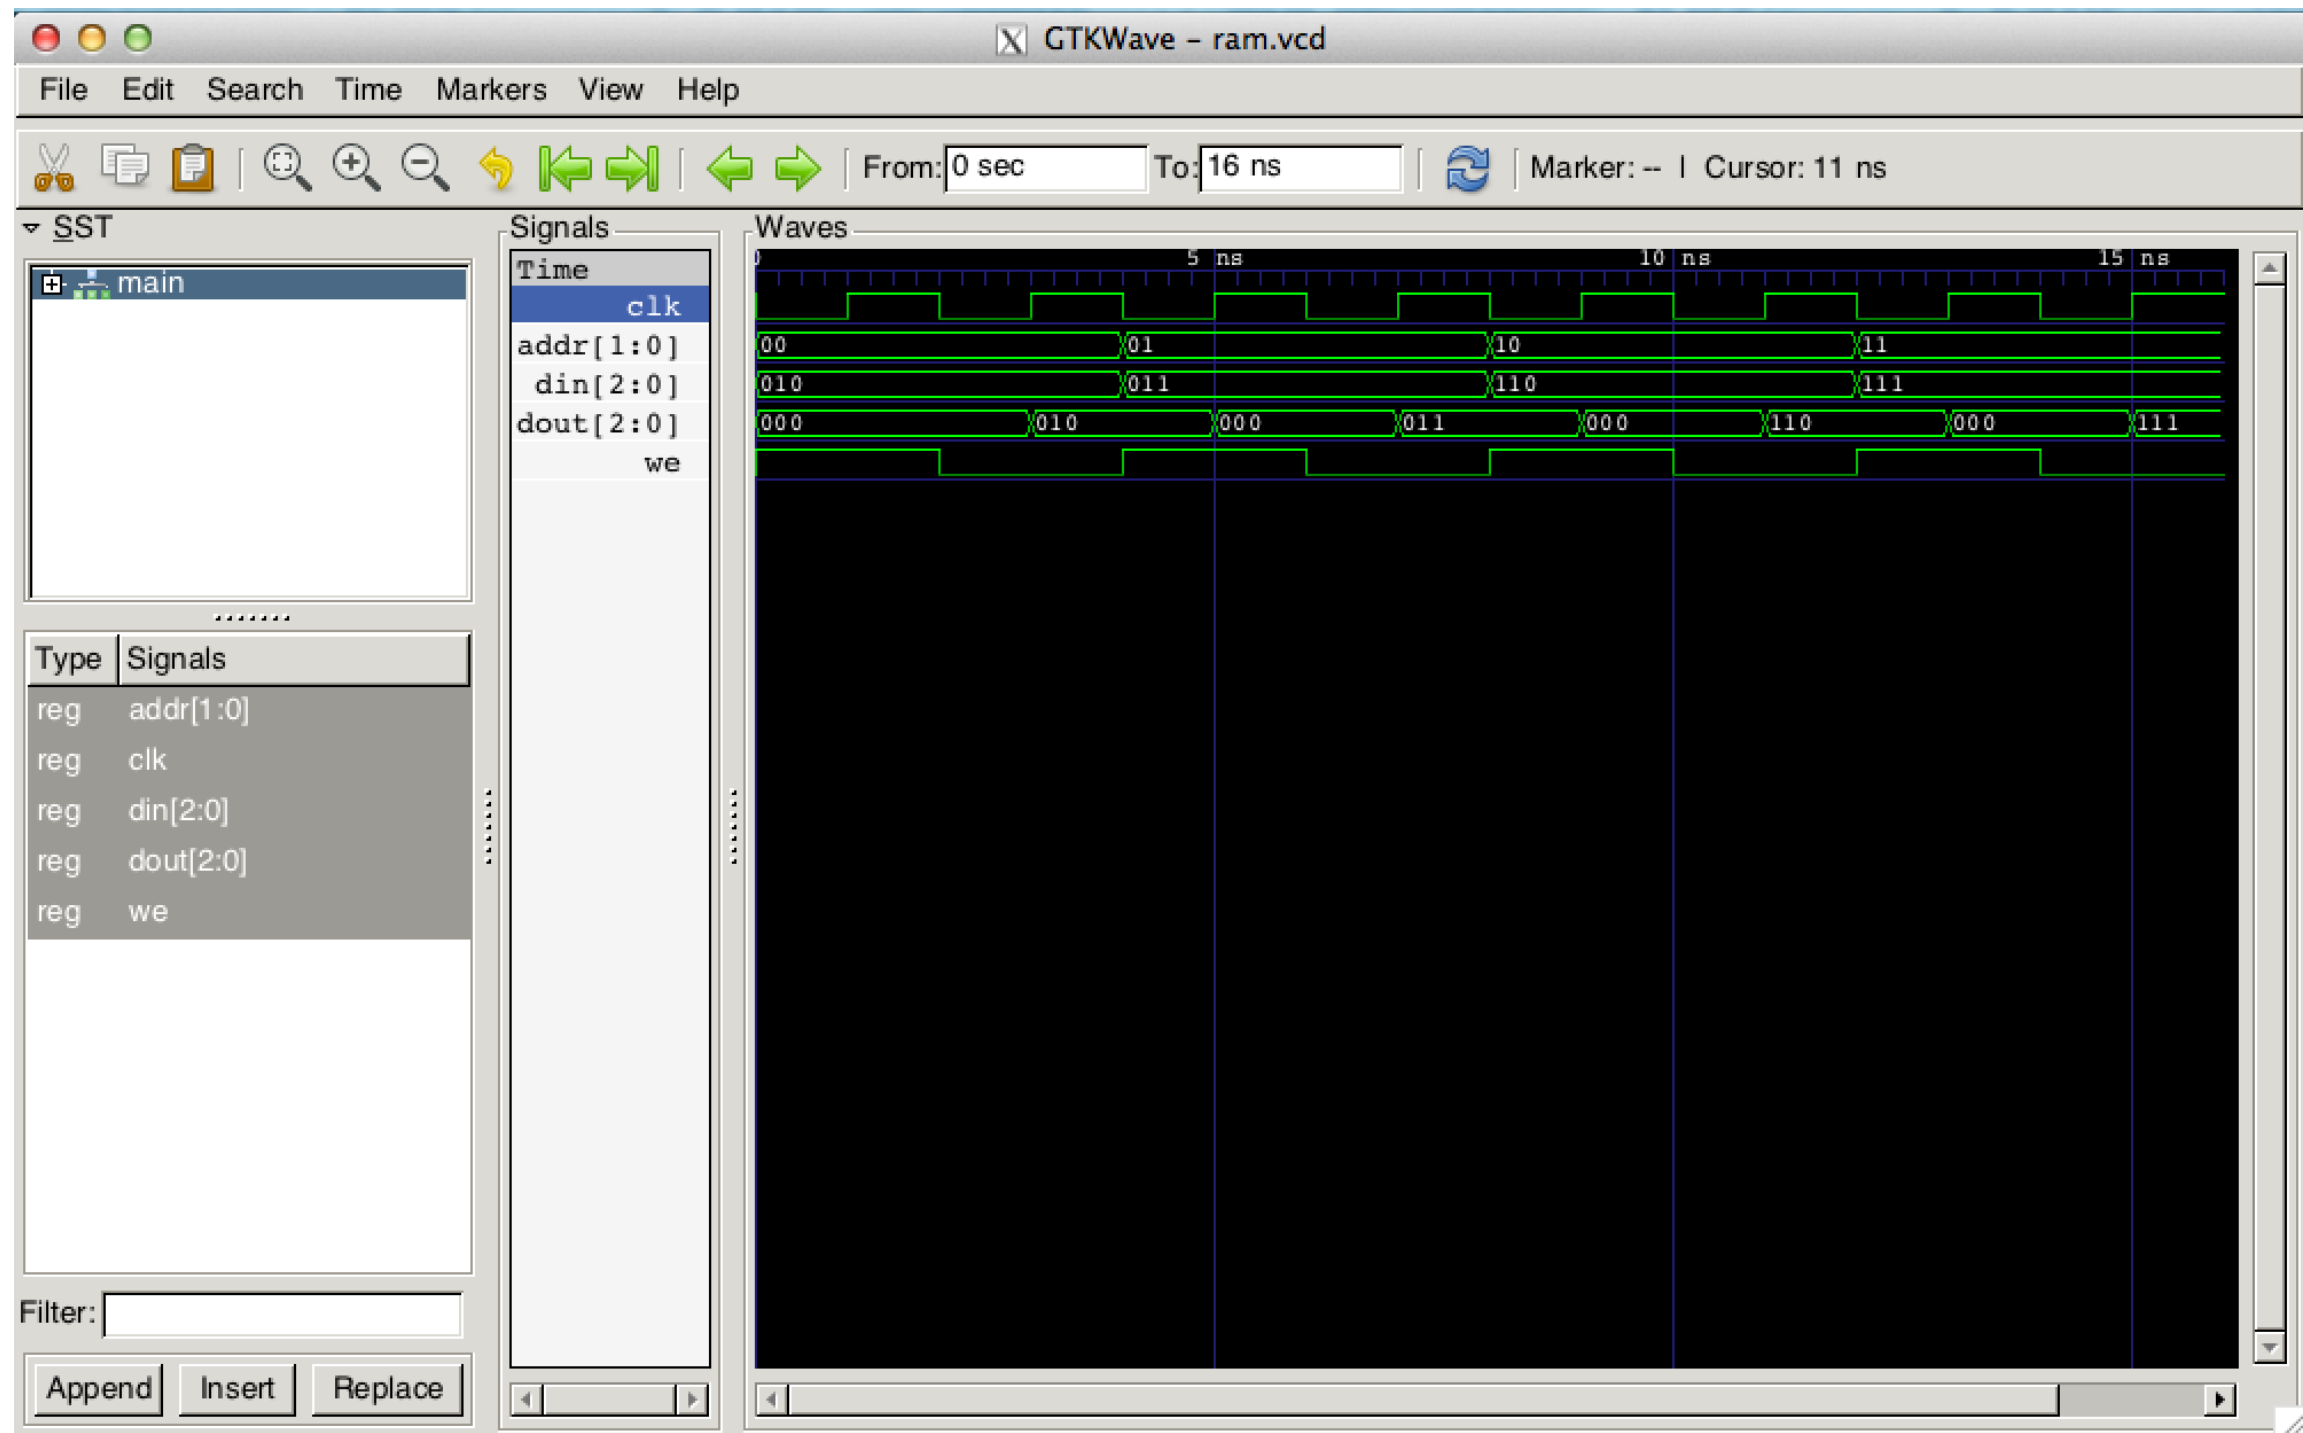 GTKWave – ram.vcd
File Edit Search Time Markers View Help
From: 0 sec To: 16 ns Marker: -- | Cursor: 11 ns
SST
main
Type Signals
reg addr[1:0]
reg clk
reg din[2:0]
reg dout[2:0]
reg we
Filter:
Append Insert Replace
Signals
Time
clk
addr[1:0]
din[2:0]
dout[2:0]
we
Waves
5 ns 10 ns 15 ns
00 01 10 11
010 011 110 111
000 010 000 011 000 110 000 111